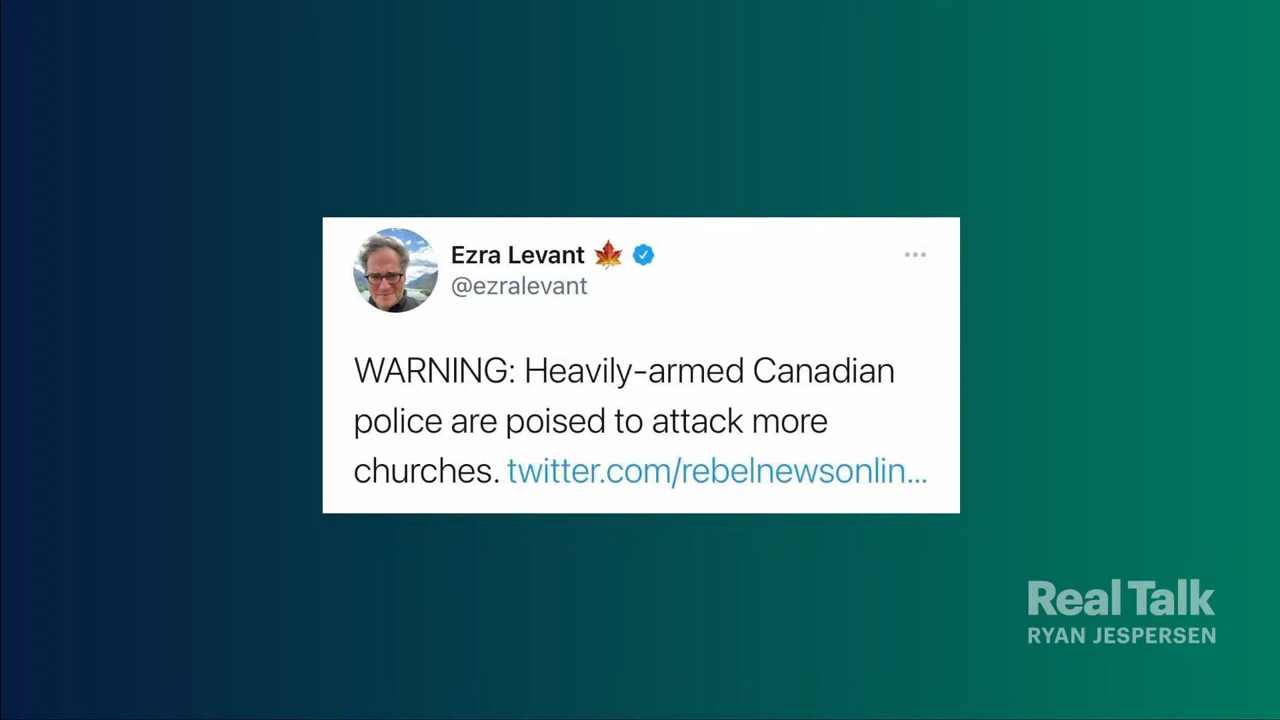 Ezra Levant 🍁
@ezralevant
WARNING: Heavily-armed Canadian
police are poised to attack more
churches. twitter.com/rebelnewsonlin...
Real Talk
RYAN JESPERSEN